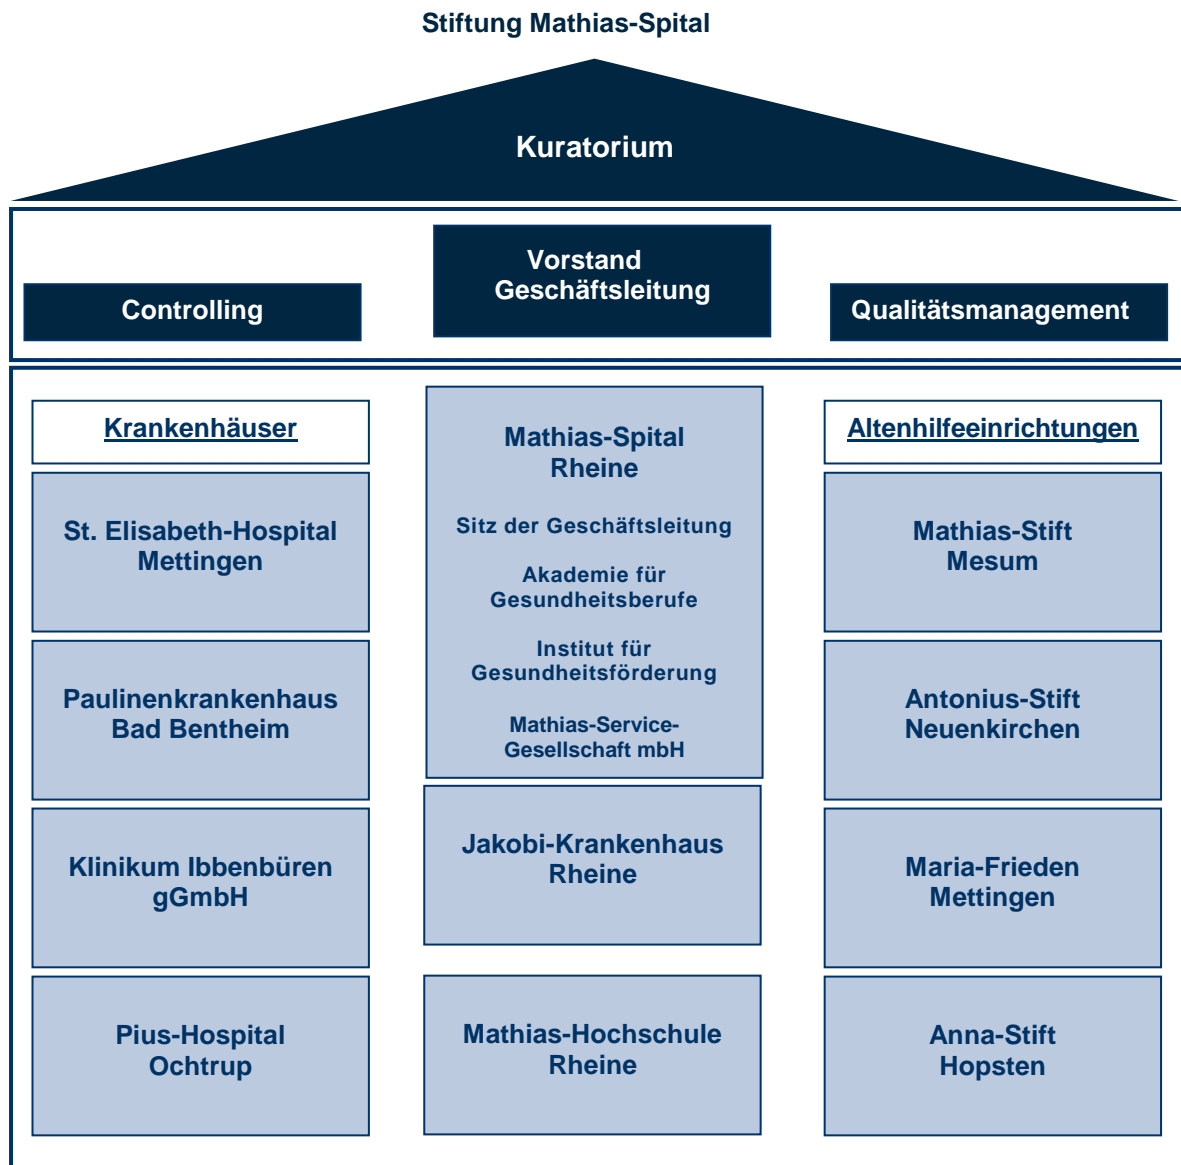 Stiftung Mathias-Spital
Kuratorium
Vorstand
Geschäftsleitung
Controlling
Qualitätsmanagement
Krankenhäuser
St. Elisabeth-Hospital
Mettingen
Paulinenkrankenhaus
Bad Bentheim
Klinikum Ibbenbüren
gGmbH
Pius-Hospital
Ochtrup
Mathias-Spital
Rheine
Sitz der Geschäftsleitung
Akademie für
Gesundheitsberufe
Institut für
Gesundheitsförderung
Mathias-Service-
Gesellschaft mbH
Jakobi-Krankenhaus
Rheine
Mathias-Hochschule
Rheine
Altenhilfeeinrichtungen
Mathias-Stift
Mesum
Antonius-Stift
Neuenkirchen
Maria-Frieden
Mettingen
Anna-Stift
Hopsten